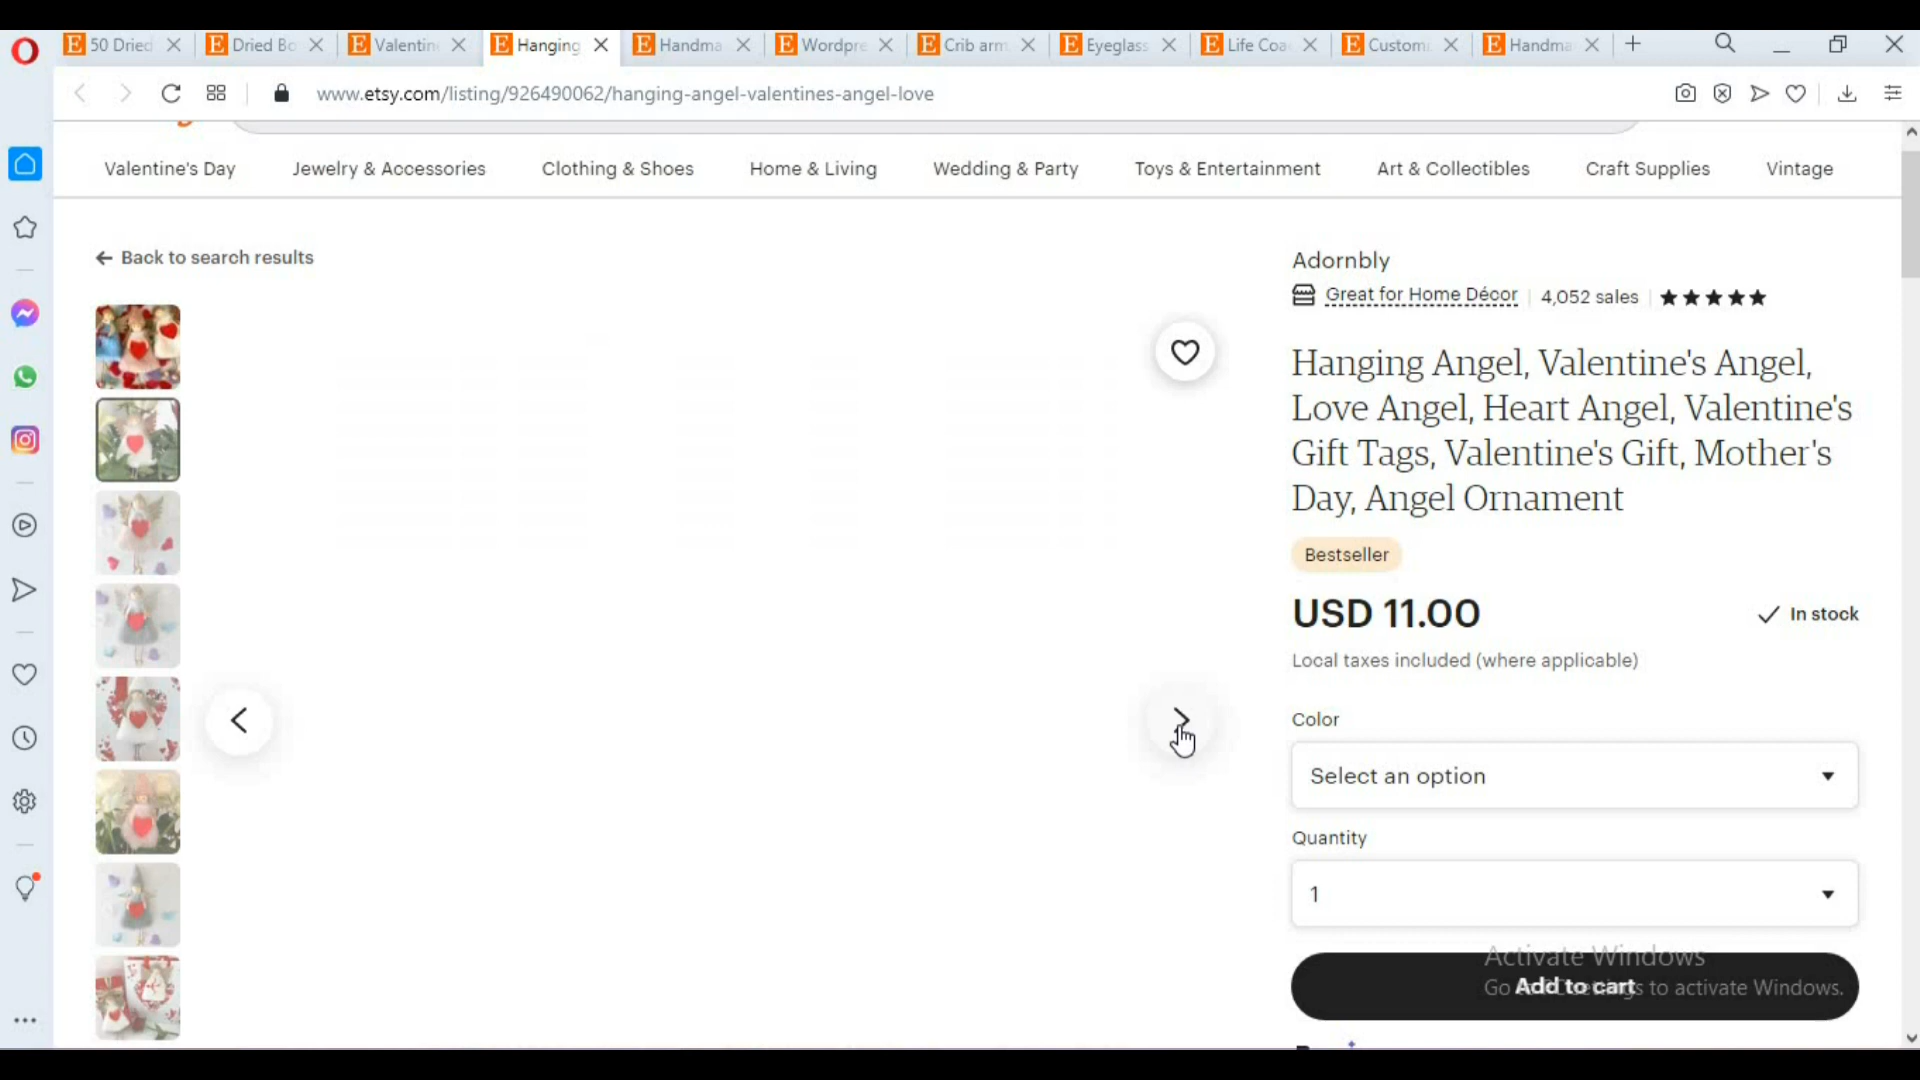 50 Dried
Dried Bo
Valentin
Hanging
Handma
Wordpre
Crib arm
Eyeglass
Life Coa
Custom
Handma
www.etsy.com/listing/926490062/hanging-angel-valentines-angel-love
Valentine's Day
Jewelry & Accessories
Clothing & Shoes
Home & Living
Wedding & Party
Toys & Entertainment
Art & Collectibles
Craft Supplies
Vintage
Back to search results
Adornbly
Great for Home Décor
4,052 sales
Hanging Angel, Valentine's Angel,
Love Angel, Heart Angel, Valentine's
Gift Tags, Valentine's Gift, Mother's
Day, Angel Ornament
Bestseller
USD 11.00
In stock
Local taxes included (where applicable)
Color
Select an option
Quantity
1
Activate Windows
Add to cart
Go to PC settings to activate Windows.